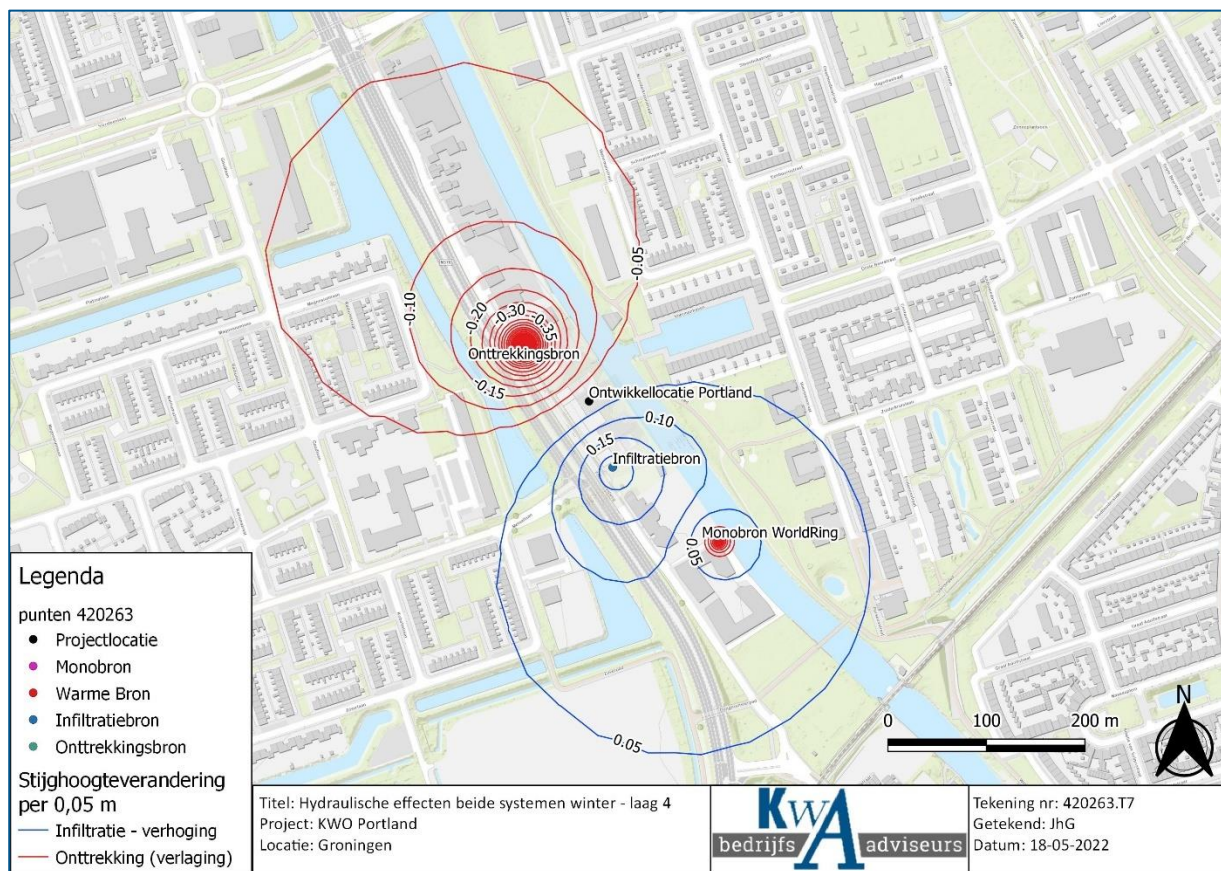 -0.05
-0.10
-0.20
-0.30
-0.35
Onttrekkingsbron
-0.15
Ontwikkellocatie Portland
0.10
0.15
Infiltratiebron
Monobron WorldRing
0.05
0.05
Legenda
punten 420263
Projectlocatie
Monobron
Warme Bron
Infiltratiebron
Onttrekkingsbron
Stijghoogteverandering
per 0,05 m
Infiltratie - verhoging
Onttrekking (verlaging)
0 100 200 m
N
Titel: Hydraulische effecten beide systemen winter - laag 4
Project: KWO Portland
Locatie: Groningen
KWA
bedrijfs adviseurs
Tekening nr: 420263.T7
Getekend: JhG
Datum: 18-05-2022